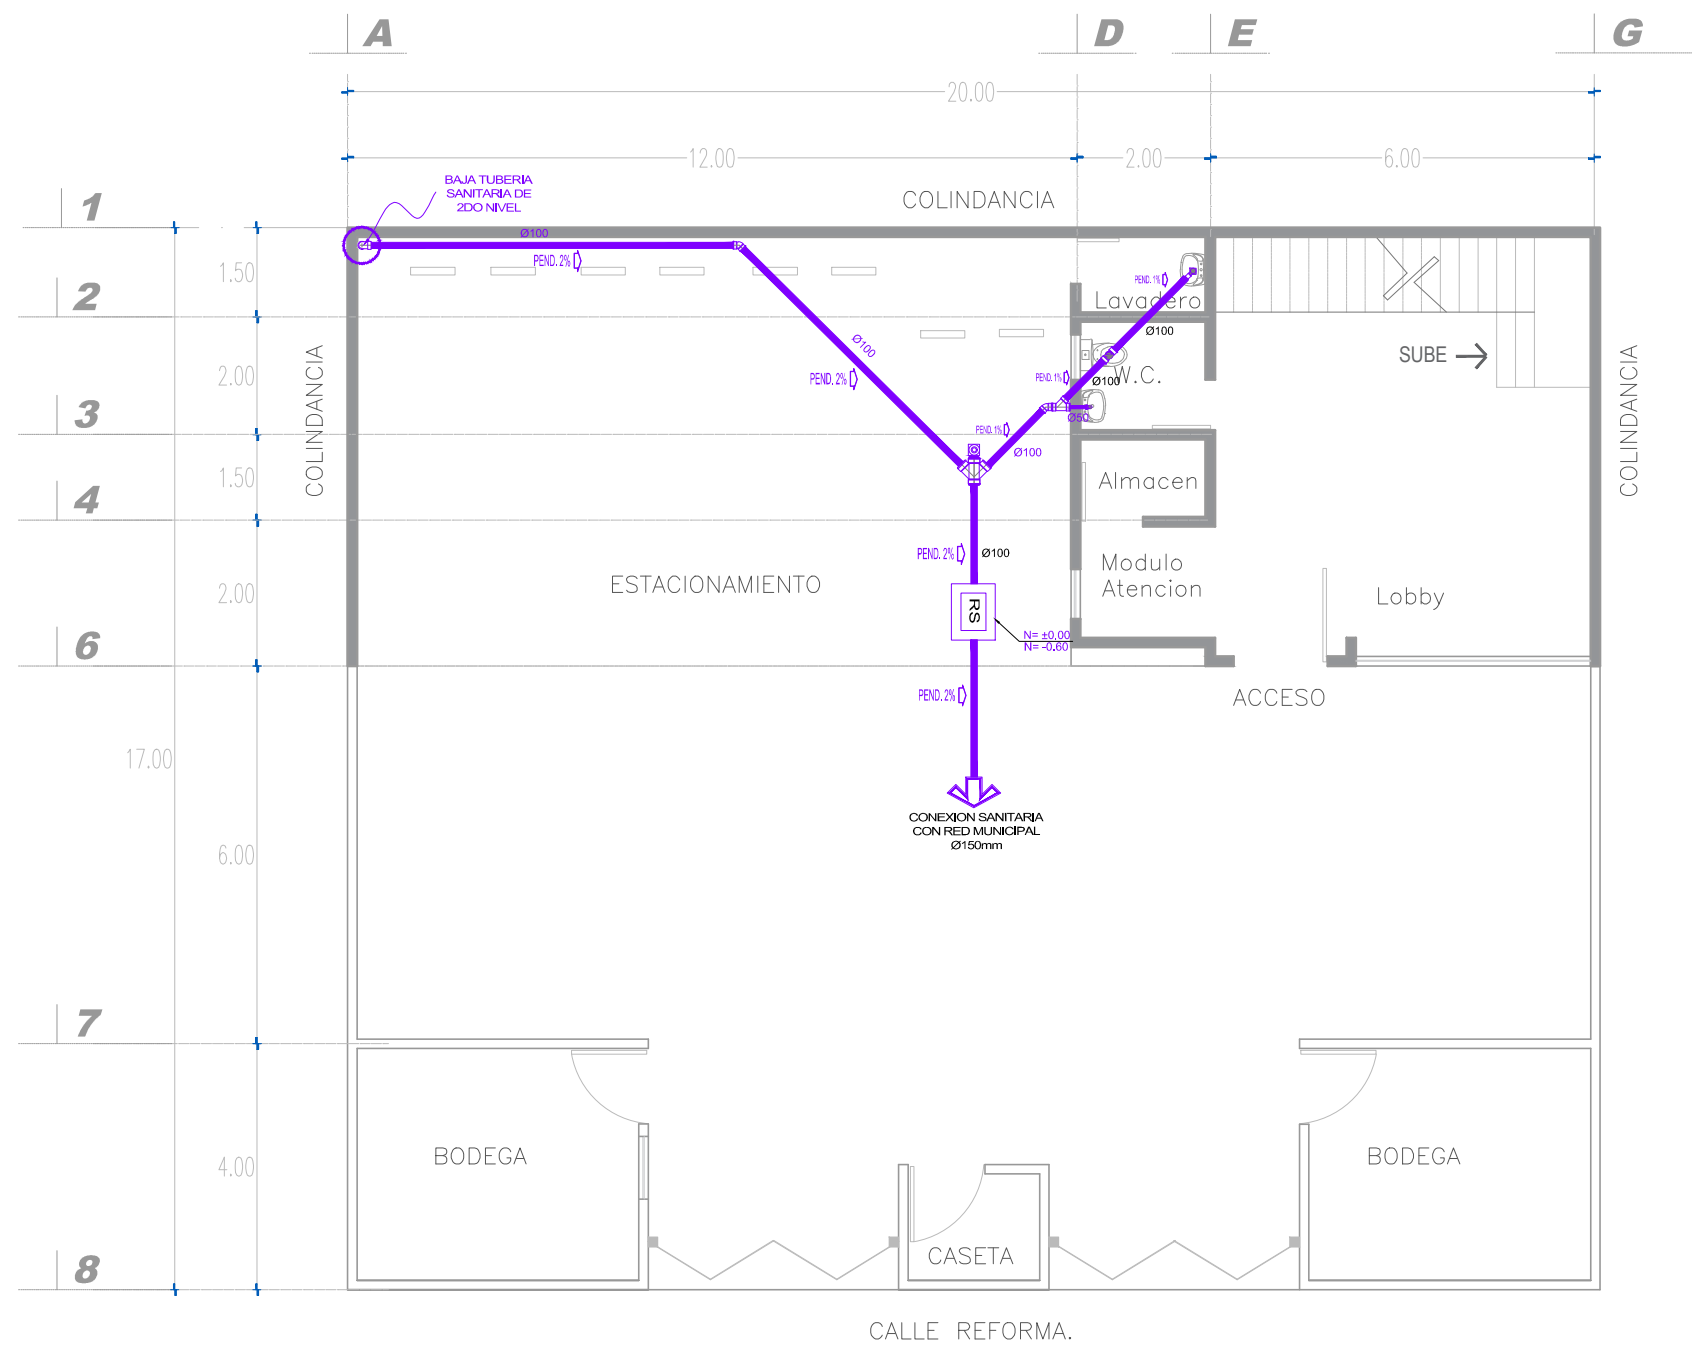 A
D
E
G
20.00
12.00
2.00
6.00
1
BAJA TUBERIA
SANITARIA DE
2DO NIVEL
COLINDANCIA
Ø100
PEND. 2%
1.50
PEND. 1%
2
Lavadero
Ø100
COLINDANCIA
Ø100
PEND. 2%
SUBE
COLINDANCIA
2.00
PEND. 1%
Ø100
W.C.
3
Ø50
PEND. 1%
Ø100
1.50
Almacen
4
PEND. 2%
Ø100
Modulo
Atencion
ESTACIONAMIENTO
2.00
RS
Lobby
N= ±0,00
N= -0.60
6
PEND. 2%
ACCESO
17.00
CONEXION SANITARIA
CON RED MUNICIPAL
Ø150mm
6.00
7
BODEGA
BODEGA
4.00
CASETA
8
CALLE REFORMA.